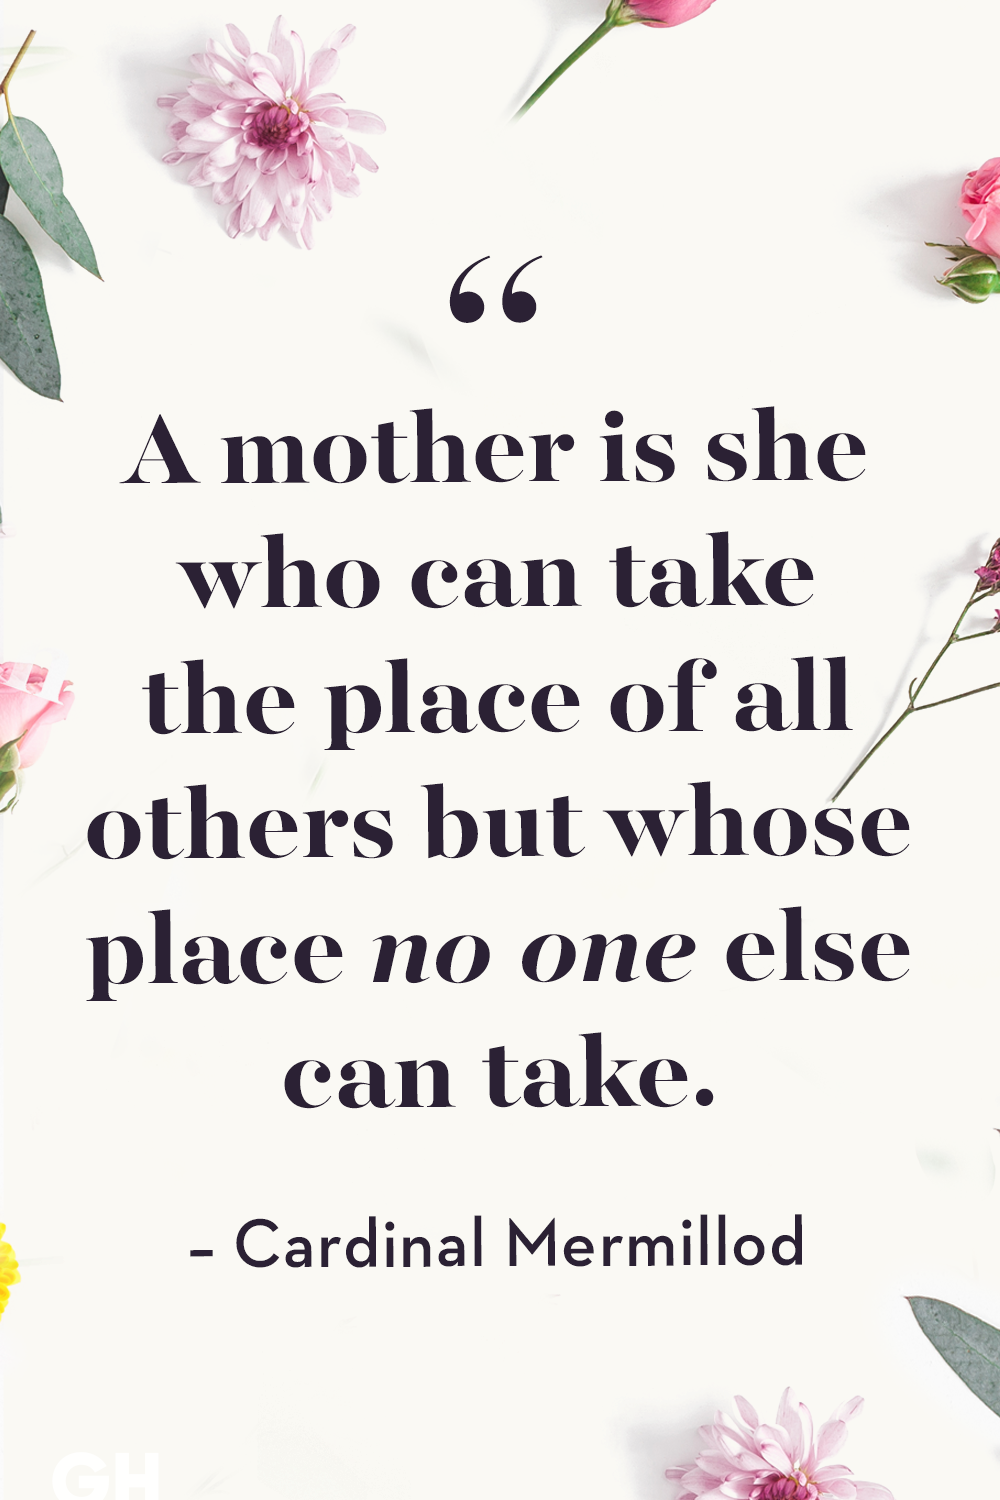 “
A mother is she
who can take
the place of all
others but whose
place no one else
can take.
– Cardinal Mermillod
GH